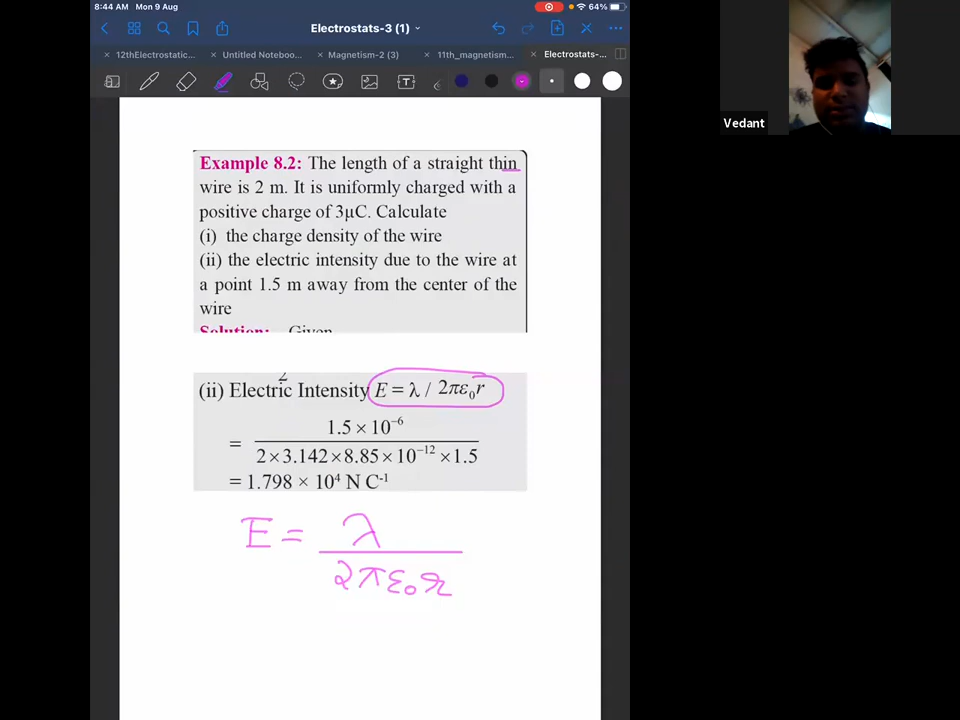 8:44 AM Mon 9 Aug
64%
Electrostats-3 (1)
12thElectrostatic...
Untitled Noteboo...
Magnetism-2 (3)
11th_magnetism...
Electrostats-...
Vedant
Example 8.2: The length of a straight thin
wire is 2 m. It is uniformly charged with a
positive charge of 3μC. Calculate
(i) the charge density of the wire
(ii) the electric intensity due to the wire at
a point 1.5 m away from the center of the
wire
Solution: Given
2
(ii) Electric Intensity E = λ / 2πε₀r
1.5 × 10⁻⁶
=
2×3.142×8.85×10⁻¹²×1.5
= 1.798 × 10⁴ N C⁻¹
E = λ
2πε₀r